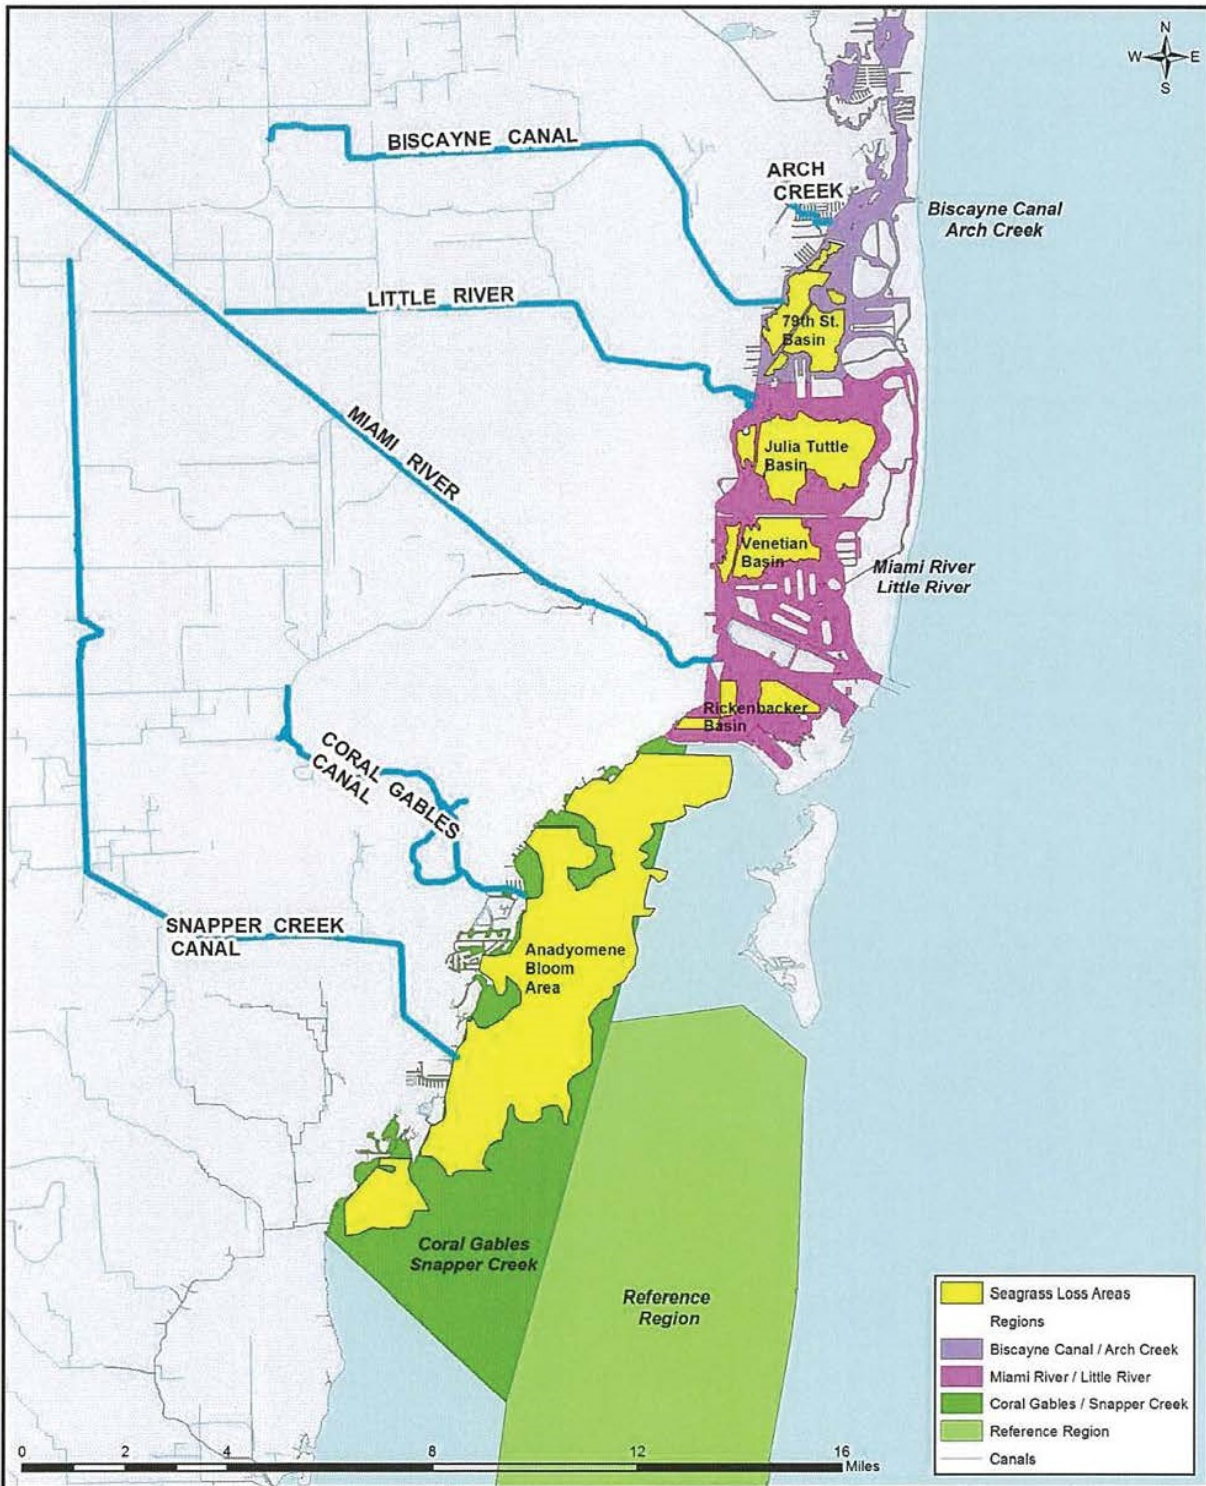 N
W E
S
BISCAYNE CANAL
ARCH
CREEK
Biscayne Canal
Arch Creek
LITTLE RIVER
79th St.
Basin
MIAMI RIVER
Julia Tuttle
Basin
Venetian
Basin
Miami River
Little River
Rickenbacker
Basin
CORAL GABLES
CANAL
SNAPPER CREEK
CANAL
Anadyomene
Bloom
Area
Coral Gables
Snapper Creek
Reference
Region
Seagrass Loss Areas
Regions
Biscayne Canal / Arch Creek
Miami River / Little River
Coral Gables / Snapper Creek
Reference Region
Canals
0 2 4 8 12 16
Miles